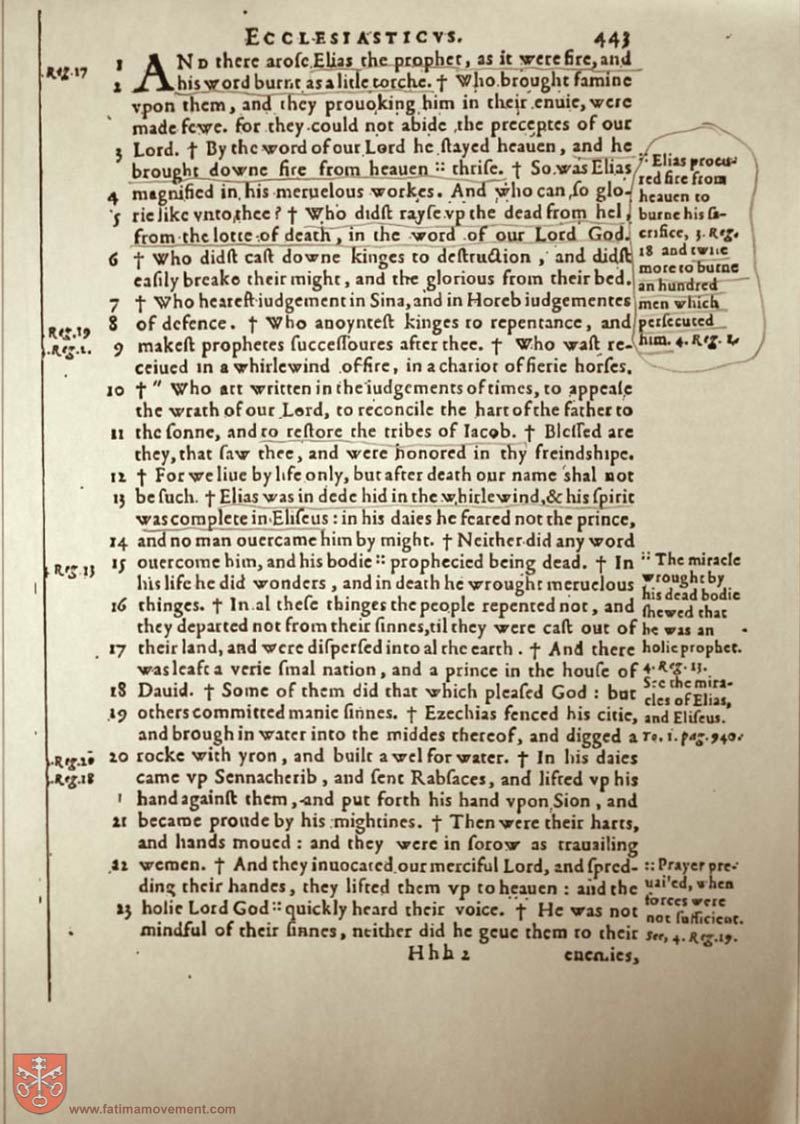 ECCLESIASTICVS. 443
1 AND there aroſe Elias the prophet, as it were fire, and
2 his word burnt as a litle torche. † Who brought famine
vpon them, and they prouoking him in their enuie, were
made fewe. for they could not abide the preceptes of our
3 Lord. † By the word of our Lord he ſtayed heauen, and he
brought downe fire from heauen :: thriſe. † So was Elias
4 magnified in his meruelous workes. And who can ſo glo-
5 rie like vnto thee? † Who didſt rayſe vp the dead from hel,
from the lotte of death, in the word of our Lord God.
6 † Who didſt caſt downe kinges to deſtruction, and didſt
eaſily breake their might, and the glorious from their bed.
7 † Who heareſt iudgement in Sina, and in Horeb iudgementes
8 of defence. † Who anoynteſt kinges to repentance, and
9 makeſt prophetes ſucceſſoures after thee. † Who waſt re-
ceiued in a whirlewind of fire, in a chariot of fierie horſes.
10 † " Who art written in the iudgements of times, to appeaſe
the wrath of our Lord, to reconcile the hart of the father to
11 the ſonne, and to reſtore the tribes of Iacob. † Bleſſed are
they, that ſaw thee, and were honored in thy freindshipe.
12 † For we liue by life only, but after death our name shal not
13 be ſuch. † Elias was in dede hid in the whirlewind, & his ſpirit
was complete in Eliſeus: in his daies he feared not the prince,
14 and no man ouercame him by might. † Neither did any word
15 ouercome him, and his bodie :: prophecied being dead. † In
his life he did wonders, and in death he wrought meruelous
16 thinges. † In al theſe thinges the people repented not, and
they departed not from their ſinnes, til they were caſt out of
17 their land, and were diſperſed into al the earth. † And there
was leaft a verie ſmal nation, and a prince in the houſe of
18 Dauid. † Some of them did that which pleaſed God: but
19 others committed manie ſinnes. † Ezechias fenced his citie,
and brough in water into the middes thereof, and digged a
20 rocke with yron, and built a wel for water. † In his daies
came vp Sennacherib, and ſent Rabſaces, and lifted vp his
hand againſt them, and put forth his hand vpon Sion, and
21 became proude by his mightines. † Then were their harts,
and hands moued: and they were in ſorow as trauailing
22 wemen. † And they inuocated our merciful Lord, and ſpred-
ding their handes, they lifted them vp to heauen: and the
23 holie Lord God :: quickly heard their voice. † He was not
mindful of their ſinnes, neither did he geue them to their
Hhh 2 enemies,
Reg. 17
Reg. 19
Reg. 2.
Reg. 13
Reg. 20
Reg. 18
:: Elias procu-
red fire from
heauen to
burne his ſa-
crifice, 3. Reg.
18 and twiſe
more to burne
an hundred
men which
perſecuted
him. 4. Reg. 1.
:: The miracle
wrought by
his dead bodie
ſhewed that
he was an
holie prophet.
4. Reg. 13.
See the mira-
cles of Elias,
and Eliſeus.
To. 1. pag. 940.
:: Prayer pre-
uailed, when
forces were
not ſufficient.
See, 4. Reg. 19.
www.fatimamovement.com